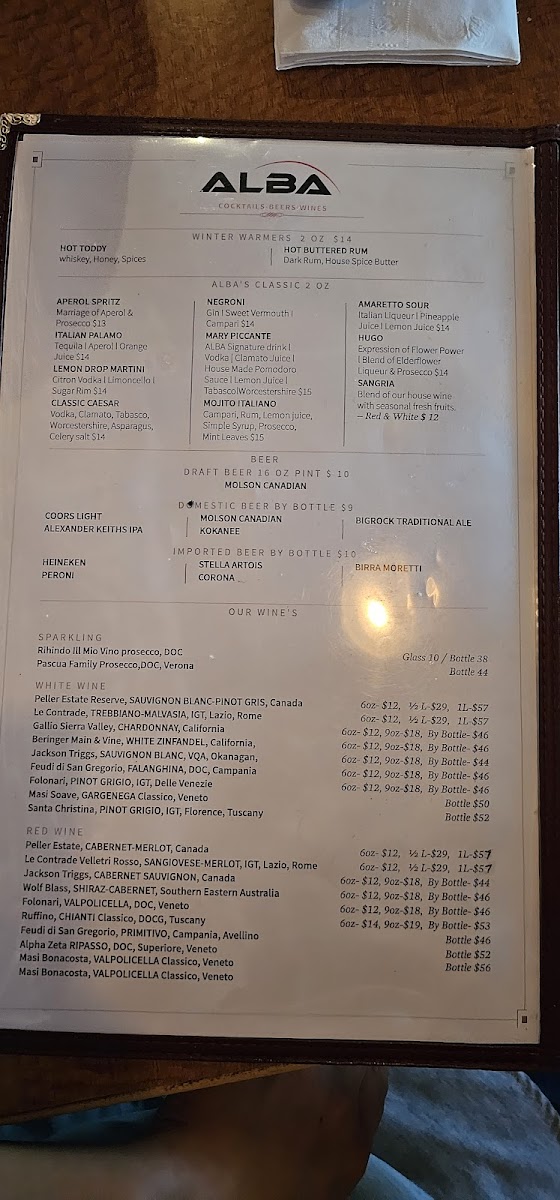 ALBA
COCKTAILS·BEERS·WINES
WINTER WARMERS 2 OZ $14
HOT TODDY
whiskey, Honey, Spices
HOT BUTTERED RUM
Dark Rum, House Spice Butter
ALBA'S CLASSIC 2 OZ
APEROL SPRITZ
Marriage of Aperol &
Prosecco $13
ITALIAN PALAMO
Tequila | Aperol | Orange
Juice $14
LEMON DROP MARTINI
Citron Vodka | Limoncello |
Sugar Rim $14
CLASSIC CAESAR
Vodka, Clamato, Tabasco,
Worcestershire, Asparagus,
Celery salt $14
NEGRONI
Gin | Sweet Vermouth |
Campari $14
MARY PICCANTE
ALBA Signature drink |
Vodka | Clamato Juice |
House Made Pomodoro
Sauce | Lemon Juice |
Tabasco|Worcestershire $15
MOJITO ITALIANO
Campari, Rum, Lemon juice,
Simple Syrup, Prosecco,
Mint Leaves $15
AMARETTO SOUR
Italian Liqueur | Pineapple
Juice | Lemon Juice $14
HUGO
Expression of Flower Power
| Blend of Elderflower
Liqueur & Prosecco $14
SANGRIA
Blend of our house wine
with seasonal fresh fruits.
– Red & White $ 12
BEER
DRAFT BEER 16 OZ PINT $ 10
MOLSON CANADIAN
DOMESTIC BEER BY BOTTLE $9
COORS LIGHT
ALEXANDER KEITHS IPA
MOLSON CANADIAN
KOKANEE
BIGROCK TRADITIONAL ALE
IMPORTED BEER BY BOTTLE $10
HEINEKEN
PERONI
STELLA ARTOIS
CORONA
BIRRA MORETTI
OUR WINE'S
SPARKLING
Rihindo Ill Mio Vino prosecco, DOC Glass 10 / Bottle 38
Pascua Family Prosecco,DOC, Verona Bottle 44
WHITE WINE
Peller Estate Reserve, SAUVIGNON BLANC-PINOT GRIS, Canada 6oz- $12, ½ L-$29, 1L-$57
Le Contrade, TREBBIANO-MALVASIA, IGT, Lazio, Rome 6oz- $12, ½ L-$29, 1L-$57
Gallio Sierra Valley, CHARDONNAY, California 6oz- $12, 9oz-$18, By Bottle- $46
Beringer Main & Vine, WHITE ZINFANDEL, California, 6oz- $12, 9oz-$18, By Bottle- $46
Jackson Triggs, SAUVIGNON BLANC, VQA, Okanagan, 6oz- $12, 9oz-$18, By Bottle- $44
Feudi di San Gregorio, FALANGHINA, DOC, Campania 6oz- $12, 9oz-$18, By Bottle- $46
Folonari, PINOT GRIGIO, IGT, Delle Venezie 6oz- $12, 9oz-$18, By Bottle- $46
Masi Soave, GARGENEGA Classico, Veneto Bottle $50
Santa Christina, PINOT GRIGIO, IGT, Florence, Tuscany Bottle $52
RED WINE
Peller Estate, CABERNET-MERLOT, Canada 6oz- $12, ½ L-$29, 1L-$57
Le Contrade Velletri Rosso, SANGIOVESE-MERLOT, IGT, Lazio, Rome 6oz- $12, ½ L-$29, 1L-$57
Jackson Triggs, CABERNET SAUVIGNON, Canada 6oz- $12, 9oz-$18, By Bottle- $44
Wolf Blass, SHIRAZ-CABERNET, Southern Eastern Australia 6oz- $12, 9oz-$18, By Bottle- $46
Folonari, VALPOLICELLA, DOC, Veneto 6oz- $12, 9oz-$18, By Bottle- $46
Ruffino, CHIANTI Classico, DOCG, Tuscany 6oz- $14, 9oz-$19, By Bottle- $53
Feudi di San Gregorio, PRIMITIVO, Campania, Avellino Bottle $46
Alpha Zeta RIPASSO, DOC, Superiore, Veneto Bottle $52
Masi Bonacosta, VALPOLICELLA Classico, Veneto Bottle $56
Masi Bonacosta, VALPOLICELLA Classico, Veneto